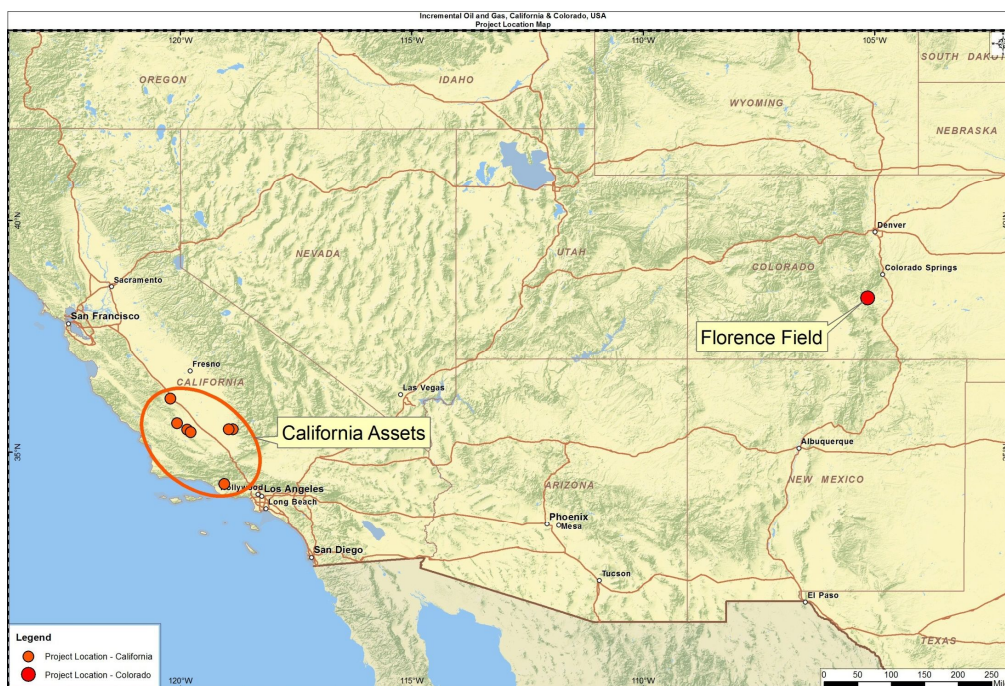 Incremental Oil and Gas, California & Colorado, USA
Project Location Map
120°W
115°W
110°W
105°W
OREGON
IDAHO
SOUTH
WYOMING
NEBRASKA
40°N
NEVADA
UTAH
Denver
COLORADO
Colorado Springs
Sacramento
San Francisco
Florence Field
Fresno
CALIFORNIA
Las Vegas
California Assets
35°N
Albuquerque
NEW MEXICO
ARIZONA
Los Angeles
Long Beach
Phoenix
Mesa
San Diego
Tucson
El Paso
TEXAS
Legend
Project Location - California
Project Location - Colorado
120°W
115°W
110°W
0 50 100 150 200 250